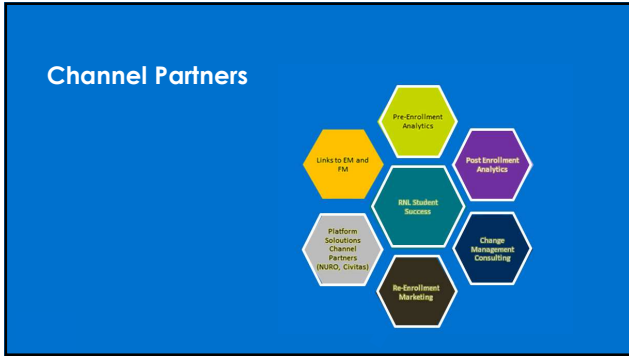 Channel Partners
Pre-Enrollment
Analytics
Links to EM and
FM
Post Enrollment
Analytics
RNL Student
Success
Platform
Soloutions
Channel
Partners
(NURO, Civitas)
Change
Management
Consulting
Re-Enrollment
Marketing